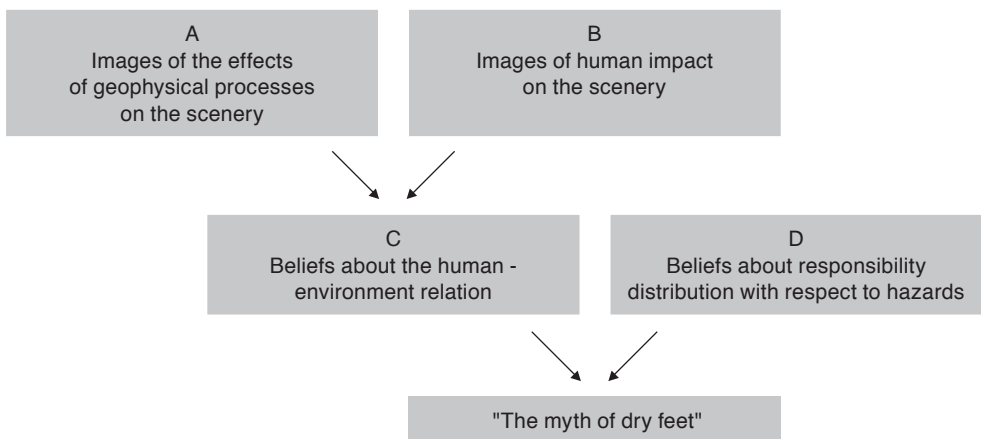 A
Images of the effects
of geophysical processes
on the scenery
B
Images of human impact
on the scenery
C
Beliefs about the human -
environment relation
D
Beliefs about responsibility
distribution with respect to hazards
"The myth of dry feet"